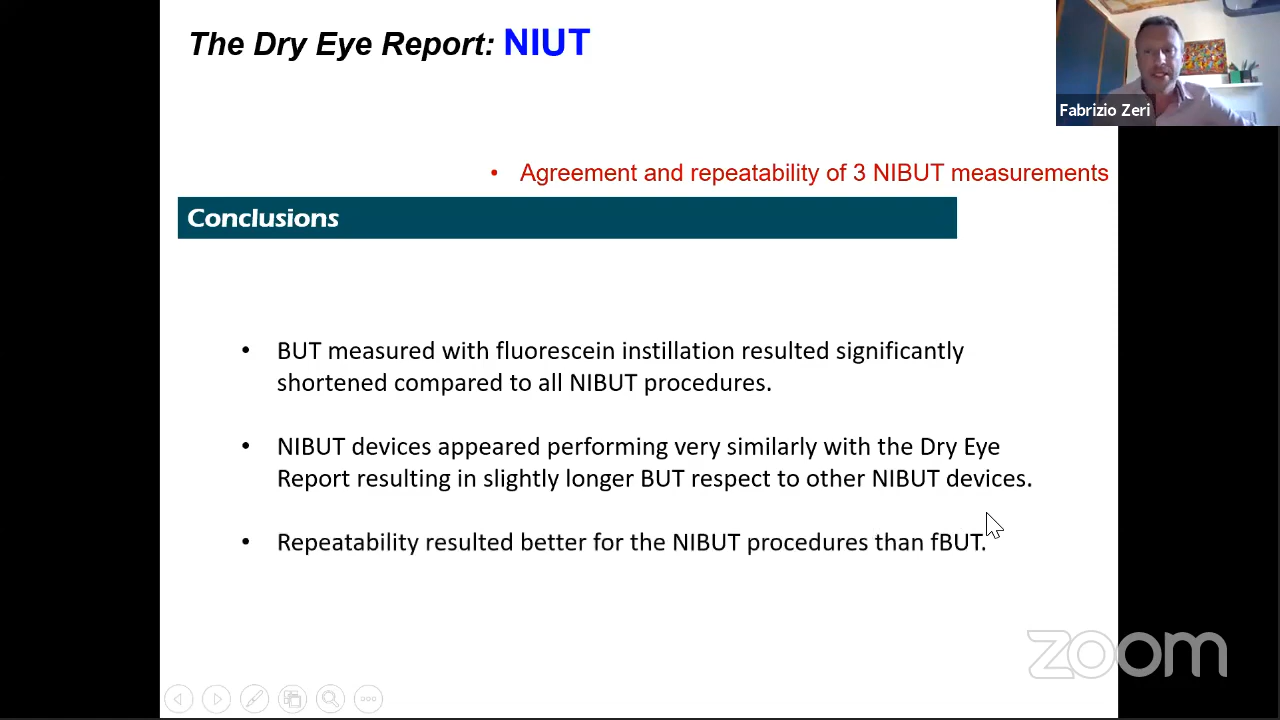 The Dry Eye Report: NIUT
Fabrizio Zeri
• Agreement and repeatability of 3 NIBUT measurements
Conclusions
• BUT measured with fluorescein instillation resulted significantly
shortened compared to all NIBUT procedures.
• NIBUT devices appeared performing very similarly with the Dry Eye
Report resulting in slightly longer BUT respect to other NIBUT devices.
• Repeatability resulted better for the NIBUT procedures than fBUT.
zoom